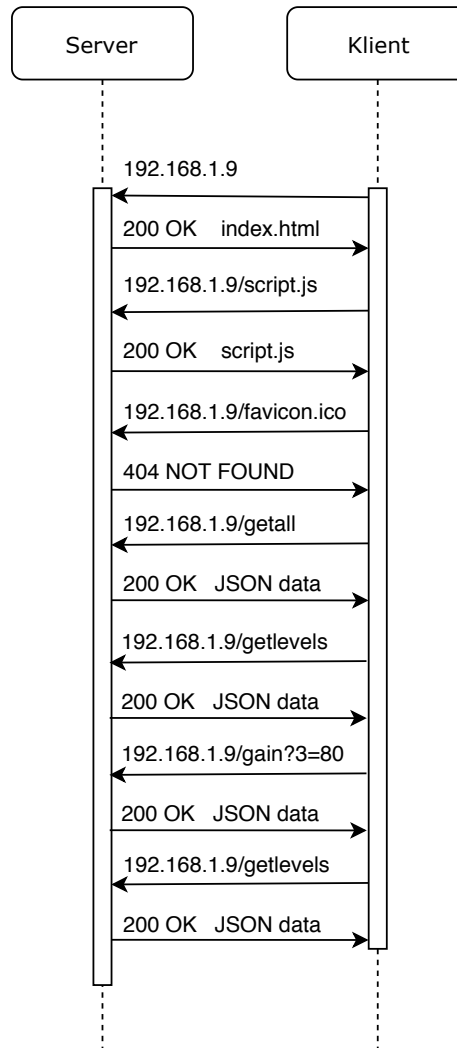 Server
Klient
192.168.1.9
200 OK index.html
192.168.1.9/script.js
200 OK script.js
192.168.1.9/favicon.ico
404 NOT FOUND
192.168.1.9/getall
200 OK JSON data
192.168.1.9/getlevels
200 OK JSON data
192.168.1.9/gain?3=80
200 OK JSON data
192.168.1.9/getlevels
200 OK JSON data